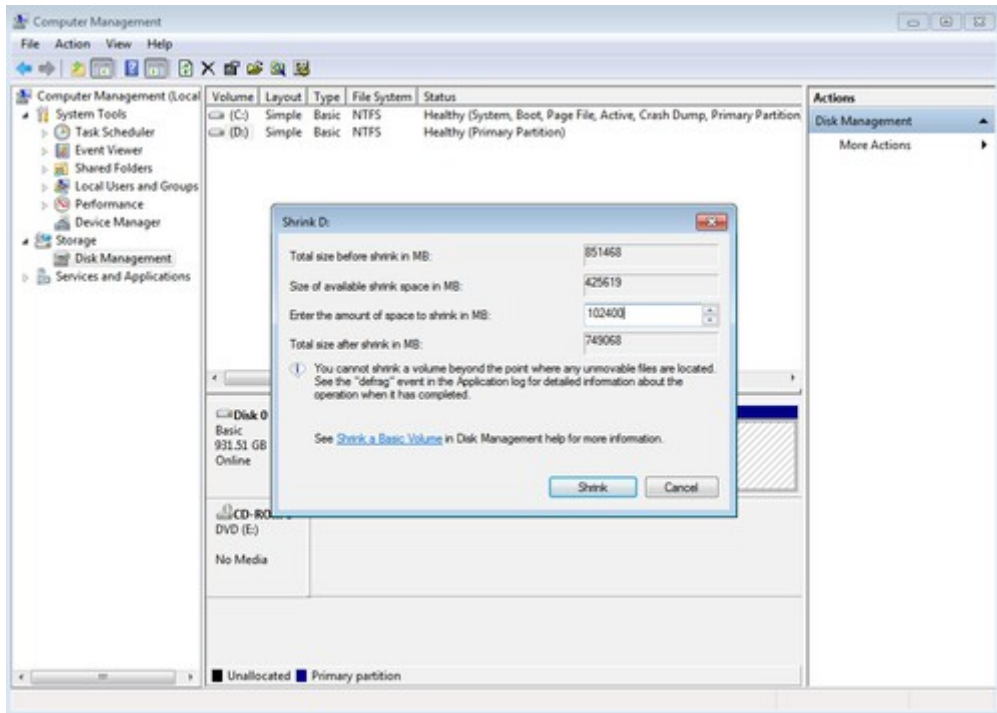 Computer Management
File Action View Help
Computer Management (Local
System Tools
Task Scheduler
Event Viewer
Shared Folders
Local Users and Groups
Performance
Device Manager
Storage
Disk Management
Services and Applications
Volume Layout Type File System Status
(C:) Simple Basic NTFS Healthy (System, Boot, Page File, Active, Crash Dump, Primary Partition
(D:) Simple Basic NTFS Healthy (Primary Partition)
Actions
Disk Management
More Actions
Shrink D:
Total size before shrink in MB: 851468
Size of available shrink space in MB: 425619
Enter the amount of space to shrink in MB: 102400
Total size after shrink in MB: 749068
You cannot shrink a volume beyond the point where any unmovable files are located.
See the "defrag" event in the Application log for detailed information about the
operation when it has completed.
See Shrink a Basic Volume in Disk Management help for more information.
Shrink Cancel
Disk 0
Basic
931.51 GB
Online
CD-RO
DVD (E:)
No Media
Unallocated Primary partition